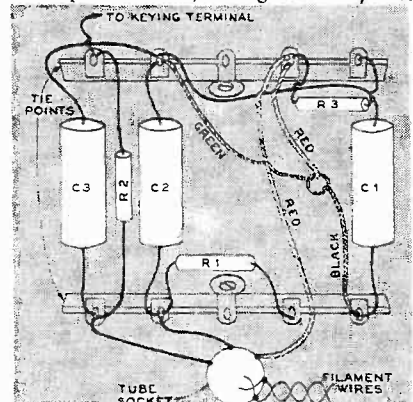 TO KEYING TERMINAL
TIE
POINTS
R3
GREEN
RED
C3
R2
C2
C1
RED
BLACK
R1
TUBE
SOCKET
FILAMENT
WIRES